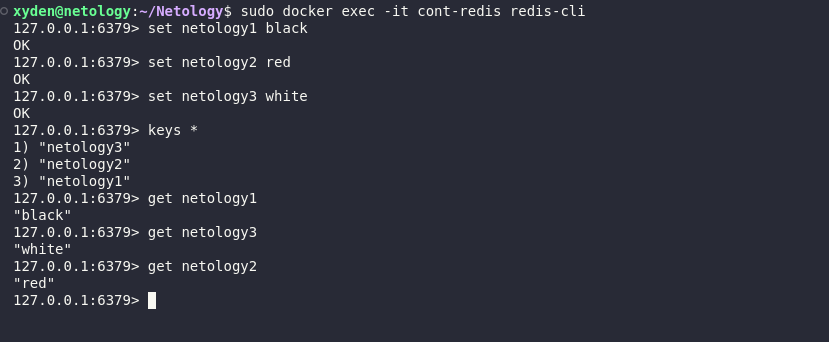 xyden@netology:~/Netology$ sudo docker exec -it cont-redis redis-cli
127.0.0.1:6379> set netology1 black
OK
127.0.0.1:6379> set netology2 red
OK
127.0.0.1:6379> set netology3 white
OK
127.0.0.1:6379> keys *
1) "netology3"
2) "netology2"
3) "netology1"
127.0.0.1:6379> get netology1
"black"
127.0.0.1:6379> get netology3
"white"
127.0.0.1:6379> get netology2
"red"
127.0.0.1:6379>